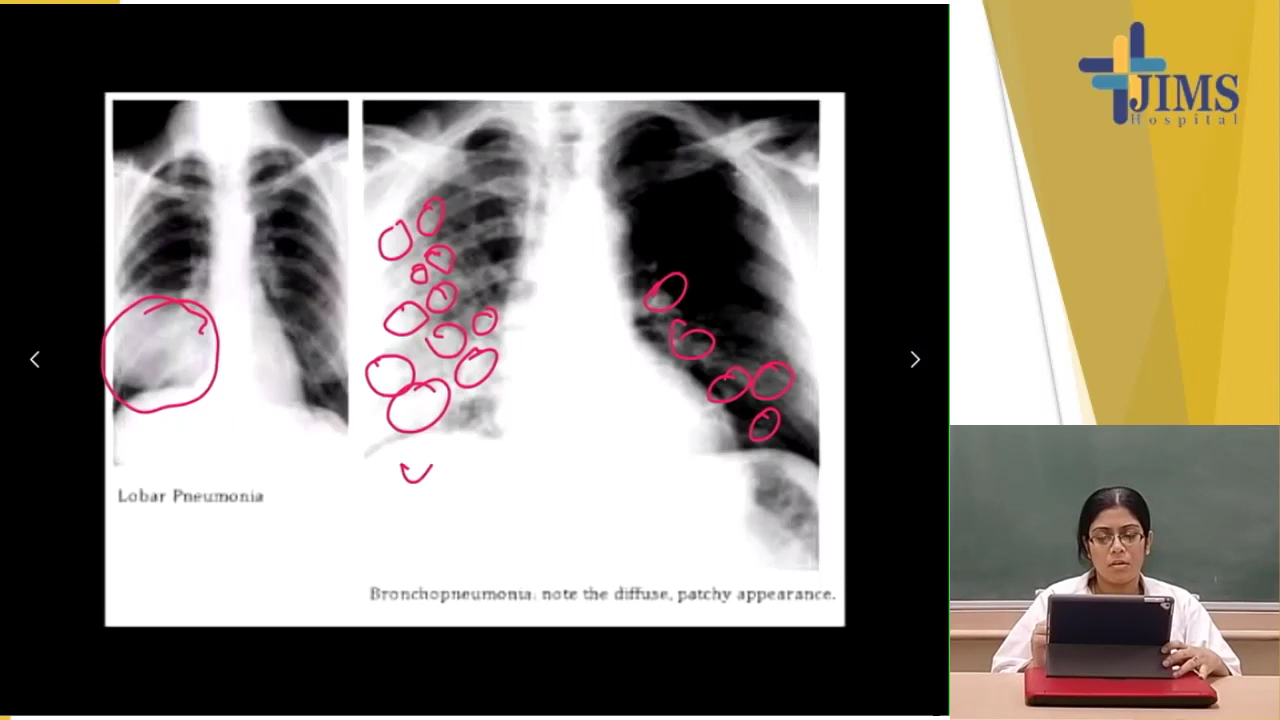 JIMS
Hospital
Lobar Pneumonia
Bronchopneumonia: note the diffuse, patchy appearance.